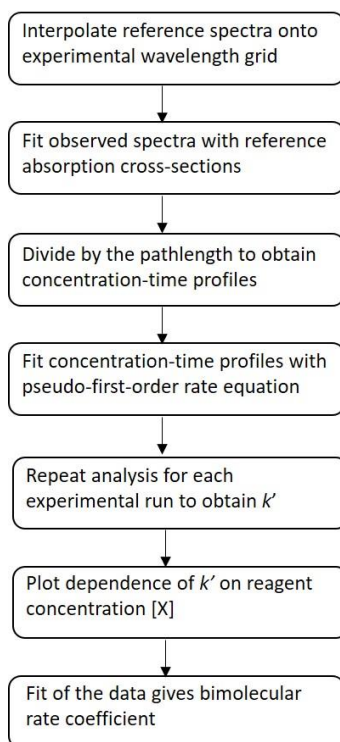 Interpolate reference spectra onto
experimental wavelength grid
Fit observed spectra with reference
absorption cross-sections
Divide by the pathlength to obtain
concentration-time profiles
Fit concentration-time profiles with
pseudo-first-order rate equation
Repeat analysis for each
experimental run to obtain k’
Plot dependence of k’ on reagent
concentration [X]
Fit of the data gives bimolecular
rate coefficient